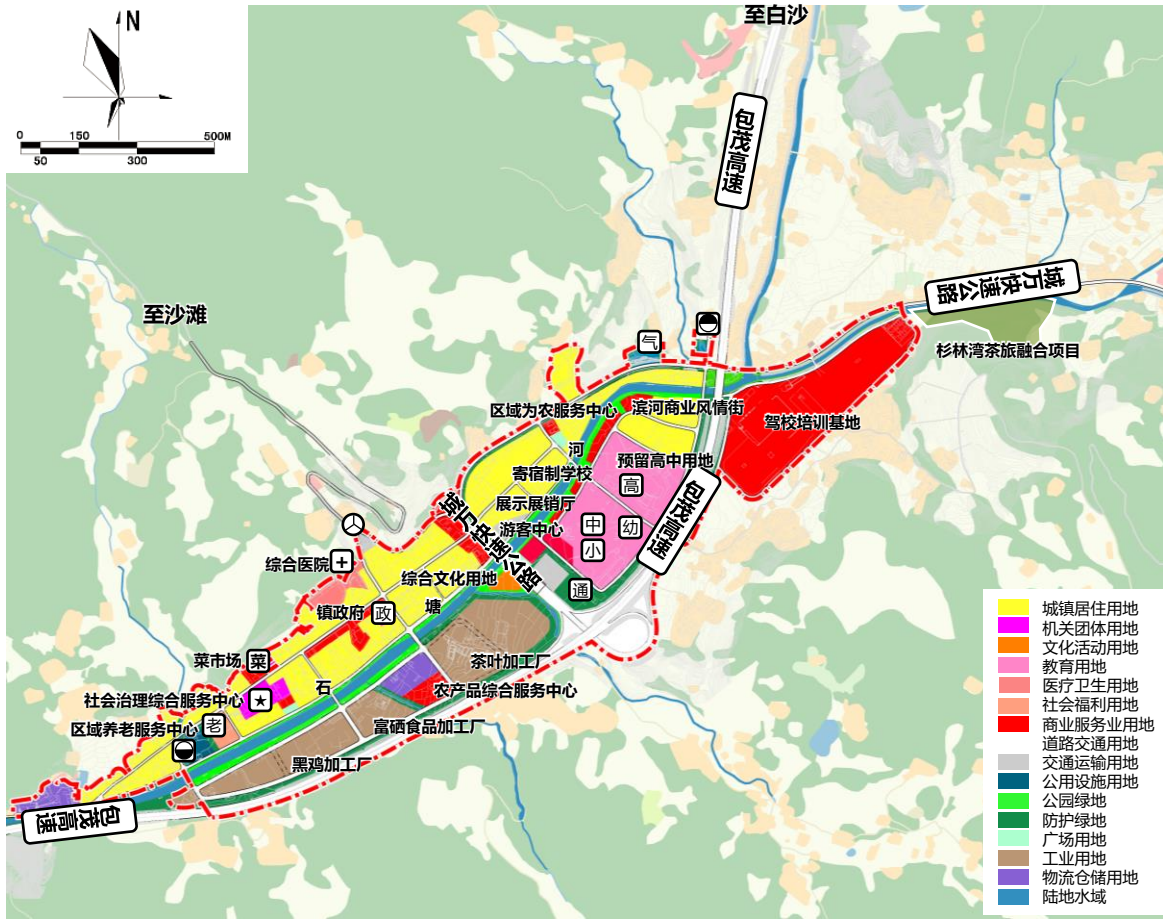 至白沙
N
0 150 500M
50 300
包茂高速
城万快速公路
至沙滩
气
杉林湾茶旅融合项目
区域为农服务中心
滨河商业风情街
驾校培训基地
河
预留高中用地
寄宿制学校
高
展示展销厅
城万快速公路
包茂高速
游客中心
中
幼
小
综合医院
综合文化用地
通
镇政府
政
塘
菜市场
菜
茶叶加工厂
石
农产品综合服务中心
社会治理综合服务中心
区域养老服务中心
老
富硒食品加工厂
黑鸡加工厂
包茂高速
城镇居住用地
机关团体用地
文化活动用地
教育用地
医疗卫生用地
社会福利用地
商业服务业用地
道路交通用地
交通运输用地
公用设施用地
公园绿地
防护绿地
广场用地
工业用地
物流仓储用地
陆地水域